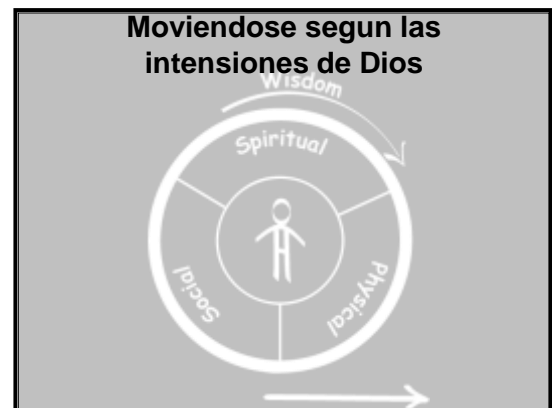 Moviendose segun las
intensiones de Dios
Wisdom
Spiritual
Social
Physical